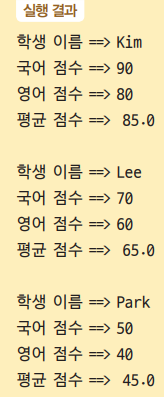 실행 결과
학생 이름 ==> Kim
국어 점수 ==> 90
영어 점수 ==> 80
평균 점수 ==>  85.0
학생 이름 ==> Lee
국어 점수 ==> 70
영어 점수 ==> 60
평균 점수 ==>  65.0
학생 이름 ==> Park
국어 점수 ==> 50
영어 점수 ==> 40
평균 점수 ==>  45.0